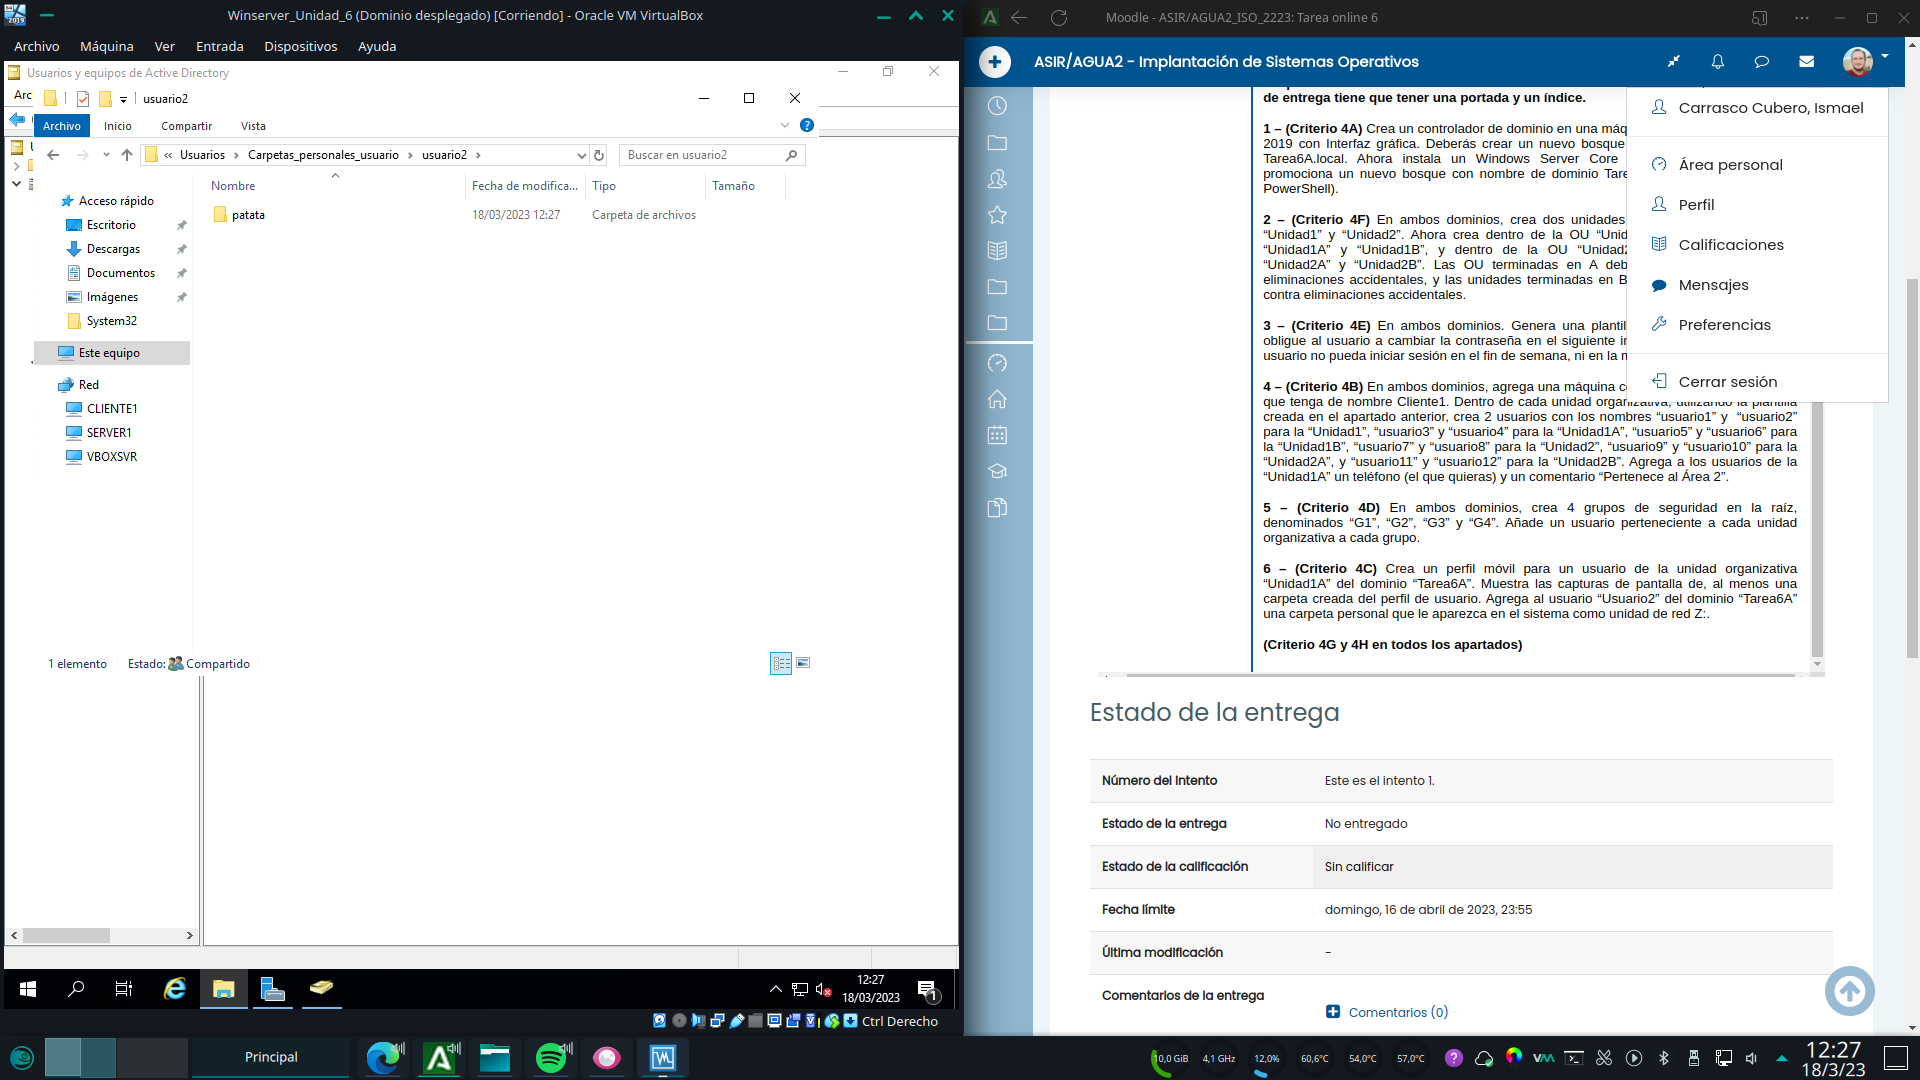 Winserver_Unidad_6 (Dominio desplegado) [Corriendo] - Oracle VM VirtualBox
Archivo Máquina Ver Entrada Dispositivos Ayuda
Usuarios y equipos de Active Directory
usuario2
Archivo Inicio Compartir Vista
« Usuarios › Carpetas_personales_usuario › usuario2 ›
Buscar en usuario2
Nombre Fecha de modifica... Tipo Tamaño
patata 18/03/2023 12:27 Carpeta de archivos
Acceso rápido
Escritorio
Descargas
Documentos
Imágenes
System32
Este equipo
Red
CLIENTE1
SERVER1
VBOXSVR
1 elemento Estado: Compartido
12:27
18/03/2023
1
Ctrl Derecho
Moodle - ASIR/AGUA2_ISO_2223: Tarea online 6
ASIR/AGUA2 - Implantación de Sistemas Operativos
de entrega tiene que tener una portada y un índice.
1 – (Criterio 4A) Crea un controlador de dominio en una máq
2019 con Interfaz gráfica. Deberás crear un nuevo bosque
Tarea6A.local. Ahora instala un Windows Server Core
promociona un nuevo bosque con nombre de dominio Tare
PowerShell).
2 – (Criterio 4F) En ambos dominios, crea dos unidades
“Unidad1” y “Unidad2”. Ahora crea dentro de la OU “Unid
“Unidad1A” y “Unidad1B”, y dentro de la OU “Unidad2
“Unidad2A” y “Unidad2B”. Las OU terminadas en A deb
eliminaciones accidentales, y las unidades terminadas en B
contra eliminaciones accidentales.
3 – (Criterio 4E) En ambos dominios. Genera una plantil
obligue al usuario a cambiar la contraseña en el siguiente in
usuario no pueda iniciar sesión en el fin de semana, ni en la m
4 – (Criterio 4B) En ambos dominios, agrega una máquina c
que tenga de nombre Cliente1. Dentro de cada unidad organizativa, utilizando la plantilla
creada en el apartado anterior, crea 2 usuarios con los nombres “usuario1” y “usuario2”
para la “Unidad1”, “usuario3” y “usuario4” para la “Unidad1A”, “usuario5” y “usuario6” para
la “Unidad1B”, “usuario7” y “usuario8” para la “Unidad2”, “usuario9” y “usuario10” para la
“Unidad2A”, y “usuario11” y “usuario12” para la “Unidad2B”. Agrega a los usuarios de la
“Unidad1A” un teléfono (el que quieras) y un comentario “Pertenece al Área 2”.
5 – (Criterio 4D) En ambos dominios, crea 4 grupos de seguridad en la raíz,
denominados “G1”, “G2”, “G3” y “G4”. Añade un usuario perteneciente a cada unidad
organizativa a cada grupo.
6 – (Criterio 4C) Crea un perfil móvil para un usuario de la unidad organizativa
“Unidad1A” del dominio “Tarea6A”. Muestra las capturas de pantalla de, al menos una
carpeta creada del perfil de usuario. Agrega al usuario “Usuario2” del dominio “Tarea6A”
una carpeta personal que le aparezca en el sistema como unidad de red Z:.
(Criterio 4G y 4H en todos los apartados)
Carrasco Cubero, Ismael
Área personal
Perfil
Calificaciones
Mensajes
Preferencias
Cerrar sesión
Estado de la entrega
Número del intento Este es el intento 1.
Estado de la entrega No entregado
Estado de la calificación Sin calificar
Fecha límite domingo, 16 de abril de 2023, 23:55
Última modificación -
Comentarios de la entrega
Comentarios (0)
Principal
10,0 GiB 4,1 GHz 12,0% 60,6°C 54,0°C 57,0°C
12:27
18/3/23